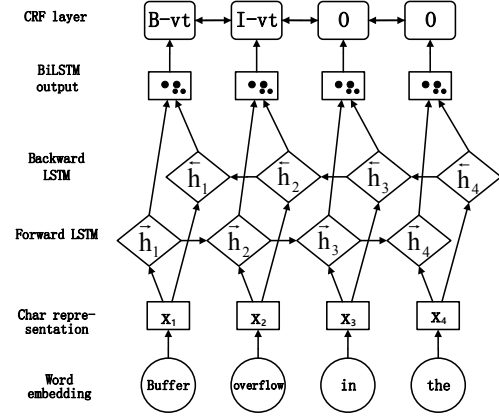 CRF layer B-vt I-vt O O
BiLSTM
output
Backward
LSTM
←h₁ ←h₂ ←h₃ ←h₄
Forward LSTM
→h₁ →h₂ →h₃ →h₄
Char repre-
sentation
x₁ x₂ x₃ x₄
Word
embedding
Buffer overflow in the